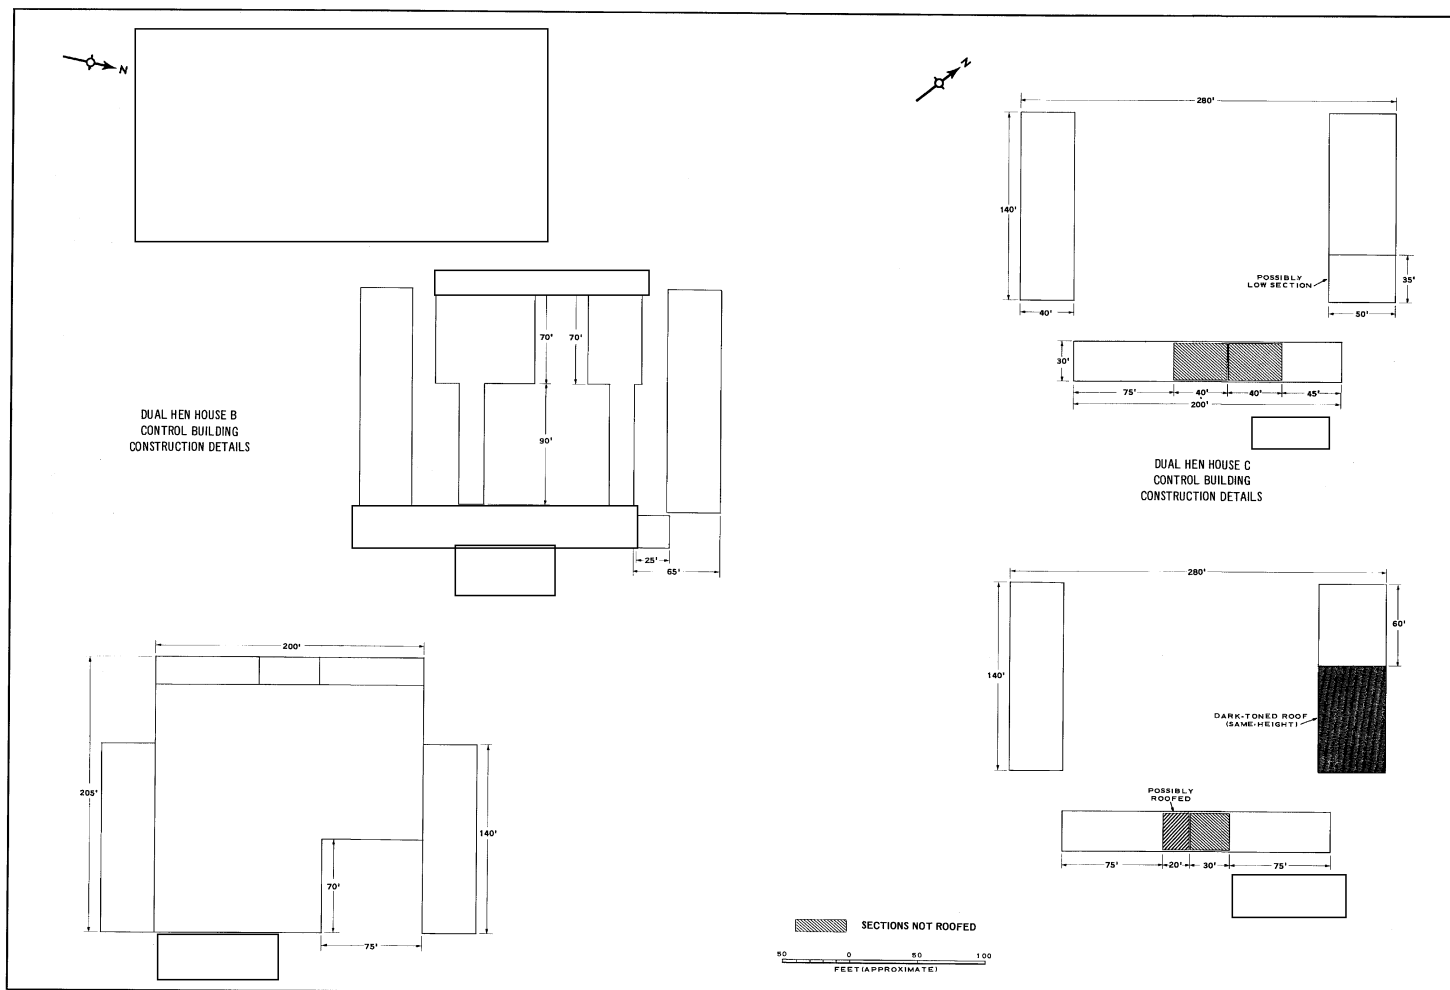 N
N
280'
140'
POSSIBLY
LOW SECTION
35'
40'
50'
70'
70'
90'
30'
75'
40'
40'
45'
200'
DUAL HEN HOUSE B
CONTROL BUILDING
CONSTRUCTION DETAILS
DUAL HEN HOUSE C
CONTROL BUILDING
CONSTRUCTION DETAILS
25'
65'
280'
60'
140'
DARK-TONED ROOF
(SAME-HEIGHT)
200'
205'
140'
70'
75'
POSSIBLY
ROOFED
75'
20'
30'
75'
SECTIONS NOT ROOFED
50 0 50 100
FEET (APPROXIMATE)